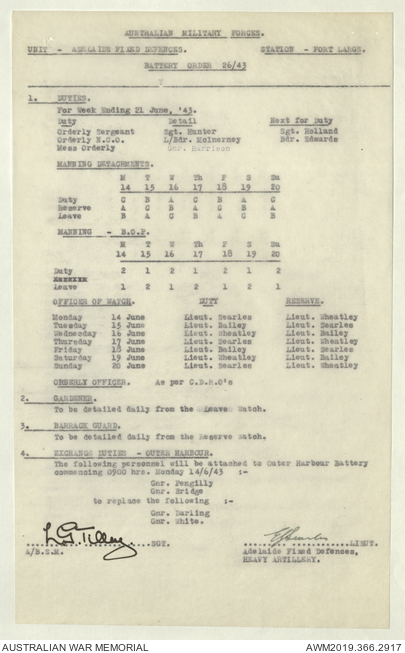 AUSTRALIAN MILITARY FORCES.
UNIT - ADELAIDE FIXED DEFENCES. STATION - FORT LARGS.
BATTERY ORDER 26/43
1. DUTIES.
For Week Ending 21 June, '43.
Duty Detail Next for Duty
Orderly Sergeant Sgt. Hunter Sgt. Holland
Orderly N.C.O. L/Bdr. McInarney Bdr. Edwards
Mess Orderly Gnr. Harrison
MANNING DETACHMENTS.
M T W Th F S Su
14 15 16 17 18 19 20
Duty C B A C B A C
Reserve A C B A C B A
Leave B A C B A C B
MANNING - B.O.P.
M T W Th F S Su
14 15 16 17 18 19 20
Duty 2 1 2 1 2 1 2
Leave 1 2 1 2 1 2 1
OFFICER OF WATCH. DUTY RESERVE.
Monday 14 June Lieut. Searles Lieut. Wheatley
Tuesday 15 June Lieut. Bailey Lieut. Searles
Wednesday 16 June Lieut. Wheatley Lieut. Bailey
Thursday 17 June Lieut. Searles Lieut. Wheatley
Friday 18 June Lieut. Bailey Lieut. Searles
Saturday 19 June Lieut. Wheatley Lieut. Bailey
Sunday 20 June Lieut. Searles Lieut. Wheatley
ORDERLY OFFICER. As per C.D.R.O's
2. GARDENER.
To be detailed daily from the Leave Watch.
3. BARRACK GUARD.
To be detailed daily from the Reserve Watch.
4. EXCHANGE DUTIES - OUTER HARBOUR.
The following personnel will be attached to Outer Harbour Battery
commencing 0900 hrs. Monday 14/6/43 :-
Gnr. Pengilly
Gnr. Bridge
to replace the following :-
Gnr. Darling
Gnr. White.
SGT. LIEUT.
A/B.S.M. Adelaide Fixed Defences,
HEAVY ARTILLERY.
AUSTRALIAN WAR MEMORIAL AWM2019.366.2917